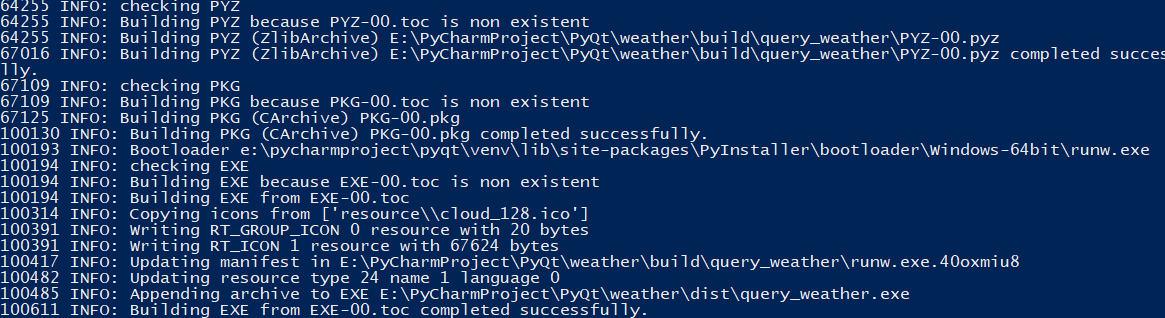 64255 INFO: checking PYZ
64255 INFO: Building PYZ because PYZ-00.toc is non existent
64255 INFO: Building PYZ (ZlibArchive) E:\PyCharmProject\PyQt\weather\build\query_weather\PYZ-00.pyz
67016 INFO: Building PYZ (ZlibArchive) E:\PyCharmProject\PyQt\weather\build\query_weather\PYZ-00.pyz completed succes
lly.
67109 INFO: checking PKG
67109 INFO: Building PKG because PKG-00.toc is non existent
67125 INFO: Building PKG (CArchive) PKG-00.pkg
100130 INFO: Building PKG (CArchive) PKG-00.pkg completed successfully.
100193 INFO: Bootloader e:\pycharmproject\pyqt\venv\lib\site-packages\PyInstaller\bootloader\Windows-64bit\runw.exe
100194 INFO: checking EXE
100194 INFO: Building EXE because EXE-00.toc is non existent
100194 INFO: Building EXE from EXE-00.toc
100314 INFO: Copying icons from ['resource\\cloud_128.ico']
100391 INFO: Writing RT_GROUP_ICON 0 resource with 20 bytes
100391 INFO: Writing RT_ICON 1 resource with 67624 bytes
100417 INFO: Updating manifest in E:\PyCharmProject\PyQt\weather\build\query_weather\runw.exe.40oxmiu8
100482 INFO: Updating resource type 24 name 1 language 0
100485 INFO: Appending archive to EXE E:\PyCharmProject\PyQt\weather\dist\query_weather.exe
100611 INFO: Building EXE from EXE-00.toc completed successfully.